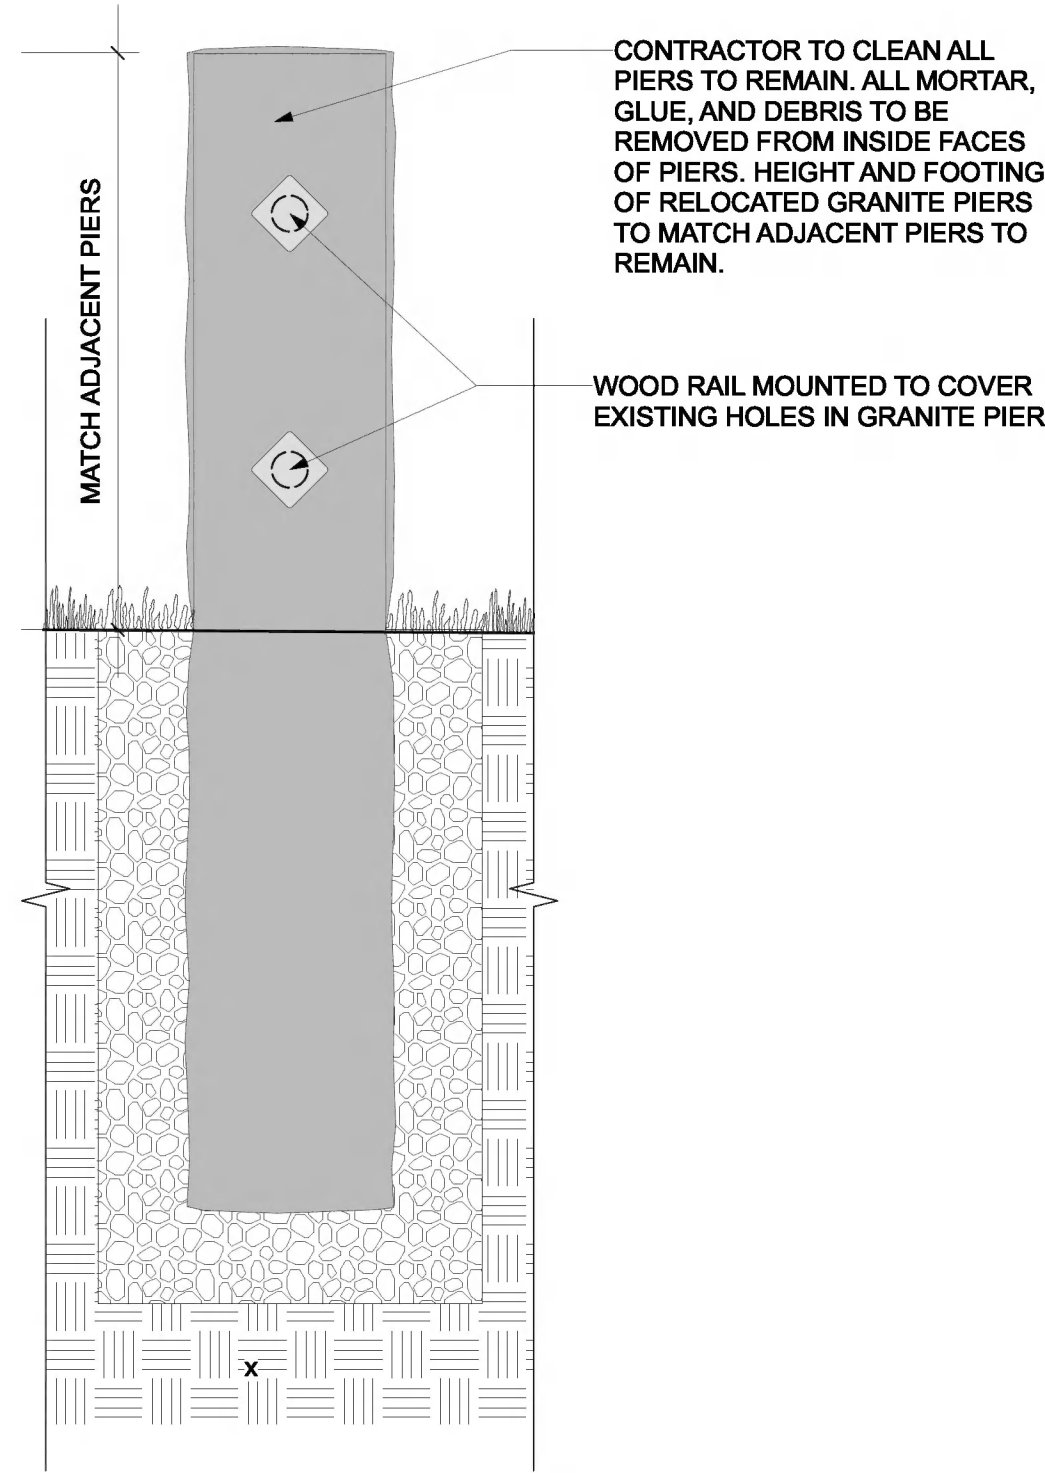 CONTRACTOR TO CLEAN ALL
PIERS TO REMAIN. ALL MORTAR,
GLUE, AND DEBRIS TO BE
REMOVED FROM INSIDE FACES
OF PIERS. HEIGHT AND FOOTING
OF RELOCATED GRANITE PIERS
TO MATCH ADJACENT PIERS TO
REMAIN.
MATCH ADJACENT PIERS
WOOD RAIL MOUNTED TO COVER
EXISTING HOLES IN GRANITE PIER
X